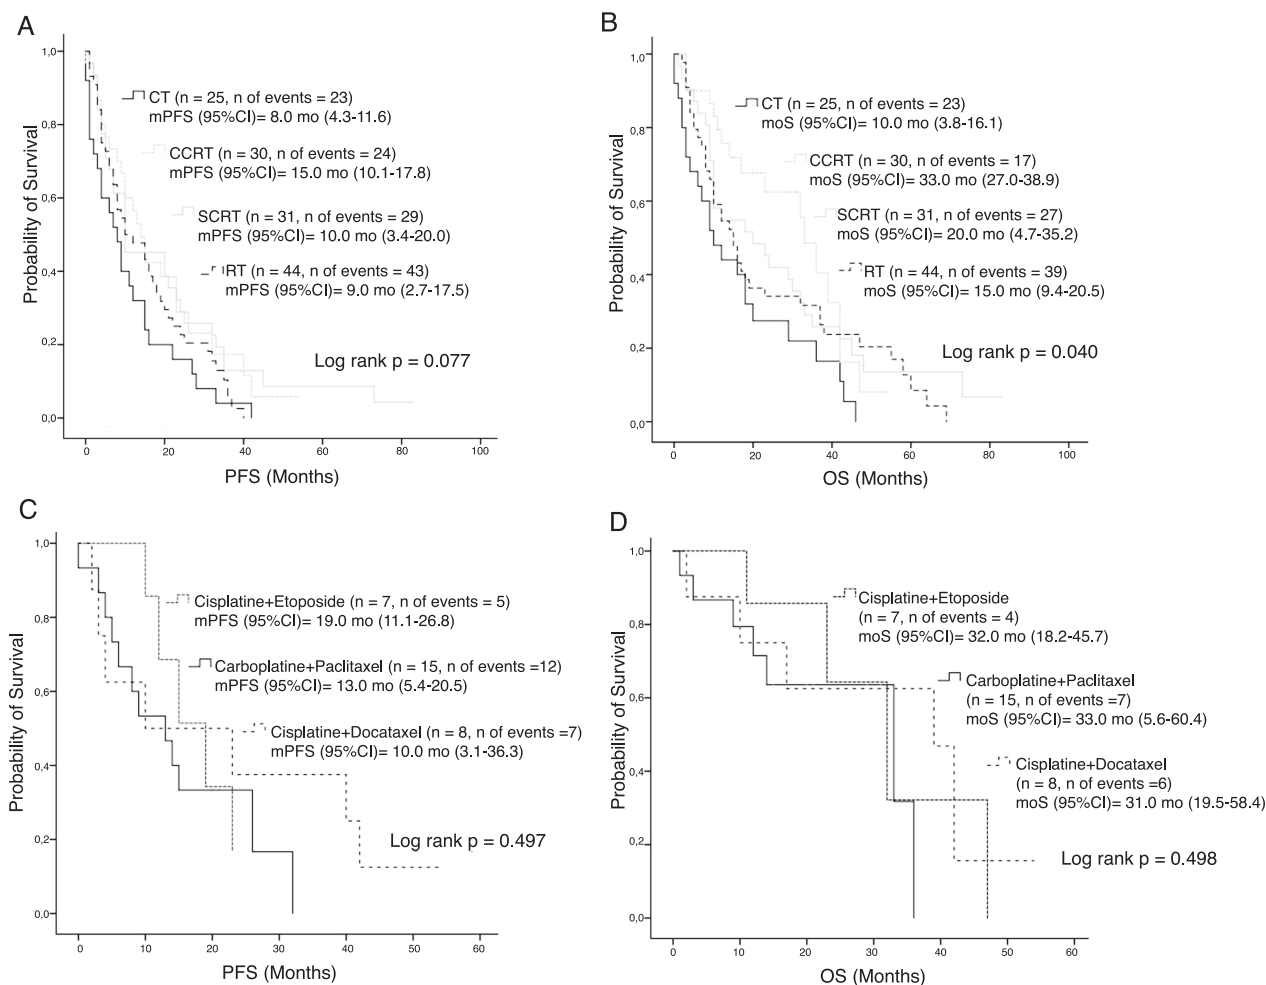 A
Probability of Survival
1,0
0,8
0,6
0,4
0,2
0,0
CT (n = 25, n of events = 23)
mPFS (95%CI)= 8.0 mo (4.3-11.6)
CCRT (n = 30, n of events = 24)
mPFS (95%CI)= 15.0 mo (10.1-17.8)
SCRT (n = 31, n of events = 29)
mPFS (95%CI)= 10.0 mo (3.4-20.0)
RT (n = 44, n of events = 43)
mPFS (95%CI)= 9.0 mo (2.7-17.5)
Log rank p = 0.077
0 20 40 60 80 100
PFS (Months)
B
Probability of Survival
1,0
0,8
0,6
0,4
0,2
0,0
CT (n = 25, n of events = 23)
moS (95%CI)= 10.0 mo (3.8-16.1)
CCRT (n = 30, n of events = 17)
moS (95%CI)= 33.0 mo (27.0-38.9)
SCRT (n = 31, n of events = 27)
moS (95%CI)= 20.0 mo (4.7-35.2)
RT (n = 44, n of events = 39)
moS (95%CI)= 15.0 mo (9.4-20.5)
Log rank p = 0.040
0 20 40 60 80 100
OS (Months)
C
Probability of Survival
1,0
0,8
0,6
0,4
0,2
0,0
Cisplatine+Etoposide (n = 7, n of events = 5)
mPFS (95%CI)= 19.0 mo (11.1-26.8)
Carboplatine+Paclitaxel (n = 15, n of events =12)
mPFS (95%CI)= 13.0 mo (5.4-20.5)
Cisplatine+Docataxel (n = 8, n of events =7)
mPFS (95%CI)= 10.0 mo (3.1-36.3)
Log rank p = 0.497
0 10 20 30 40 50 60
PFS (Months)
D
Probability of Survival
1,0
0,8
0,6
0,4
0,2
0,0
Cisplatine+Etoposide
(n = 7, n of events = 4)
moS (95%CI)= 32.0 mo (18.2-45.7)
Carboplatine+Paclitaxel
(n = 15, n of events =7)
moS (95%CI)= 33.0 mo (5.6-60.4)
Cisplatine+Docataxel
(n = 8, n of events =6)
moS (95%CI)= 31.0 mo (19.5-58.4)
Log rank p = 0.498
0 10 20 30 40 50 60
OS (Months)